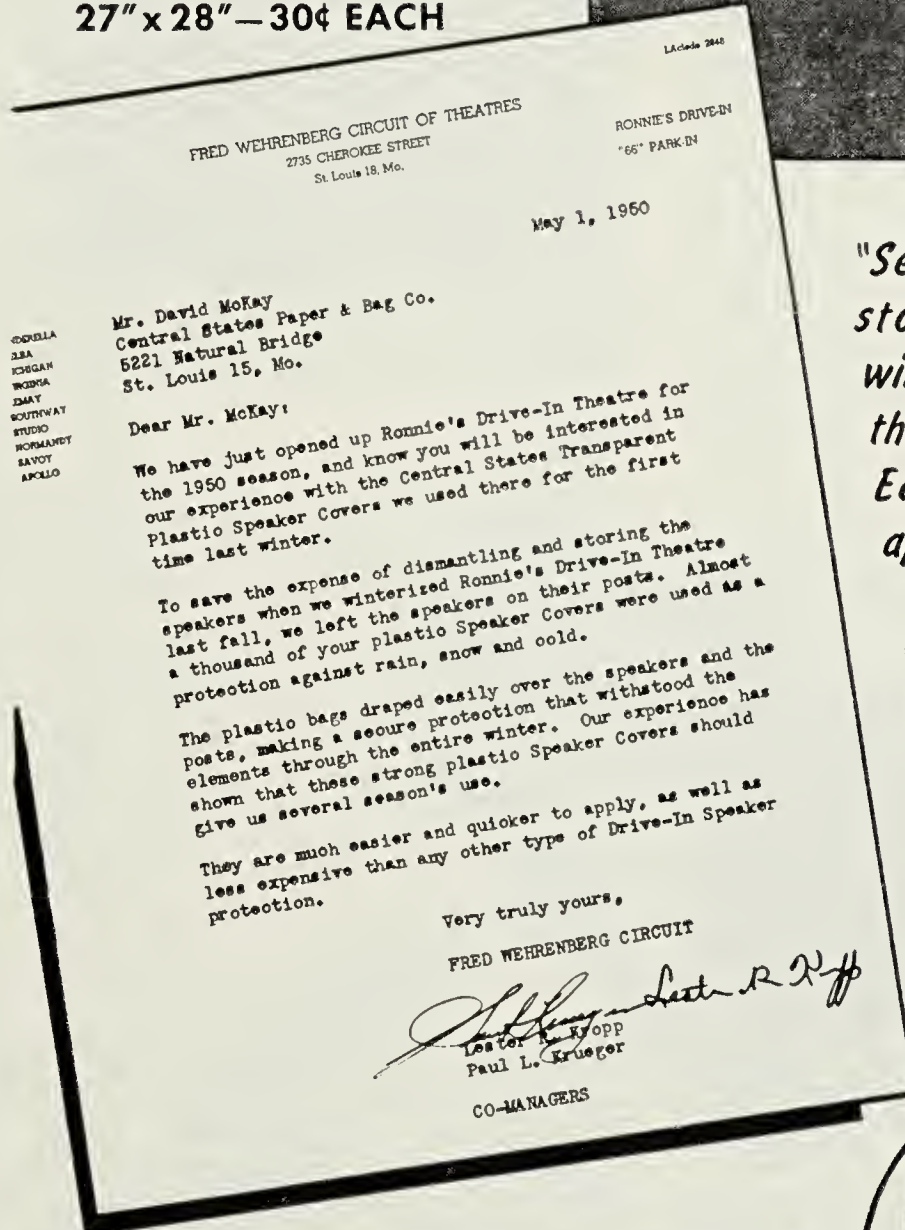 27" x 28" — 30¢ EACH
LAclede 2848
FRED WEHRENBERG CIRCUIT OF THEATRES
2735 CHEROKEE STREET
St. Louis 18, Mo.
RONNIE'S DRIVE-IN
"66" PARK-IN
May 1, 1950
Mr. David McKay
Central States Paper & Bag Co.
5221 Natural Bridge
St. Louis 15, Mo.
SOUTHWAY
STUDIO
NORMANDY
SAVOY
APOLLO
Dear Mr. McKay:
We have just opened up Ronnie's Drive-In Theatre for
the 1950 season, and know you will be interested in
our experience with the Central States Transparent
Plastic Speaker Covers we used there for the first
time last winter.
To save the expense of dismantling and storing the
speakers when we winterized Ronnie's Drive-In Theatre
last fall, we left the speakers on their posts. Almost
a thousand of your plastic Speaker Covers were used as a
protection against rain, snow and cold.
The plastic bags draped easily over the speakers and the
posts, making a secure protection that withstood the
elements through the entire winter. Our experience has
shown that these strong plastic Speaker Covers should
give us several season's use.
They are much easier and quicker to apply, as well as
less expensive than any other type of Drive-In Speaker
protection.
Very truly yours,
FRED WEHRENBERG CIRCUIT
Lester R. Kropp
Paul L. Krueger
CO-MANAGERS